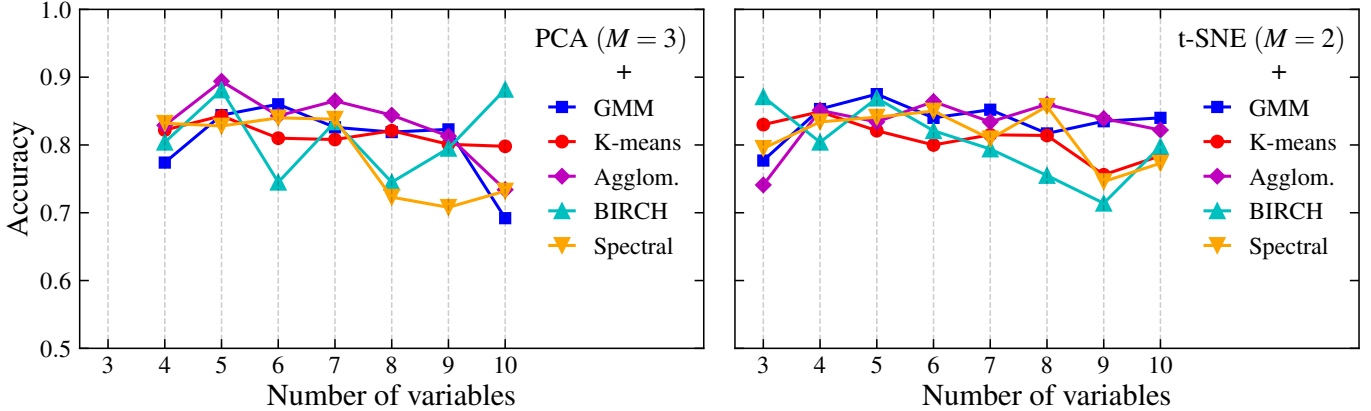 1.0
0.9
0.8
0.7
0.6
0.5
Accuracy
PCA (M = 3)
+
GMM
K-means
Agglom.
BIRCH
Spectral
3 4 5 6 7 8 9 10
Number of variables
t-SNE (M = 2)
+
GMM
K-means
Agglom.
BIRCH
Spectral
3 4 5 6 7 8 9 10
Number of variables